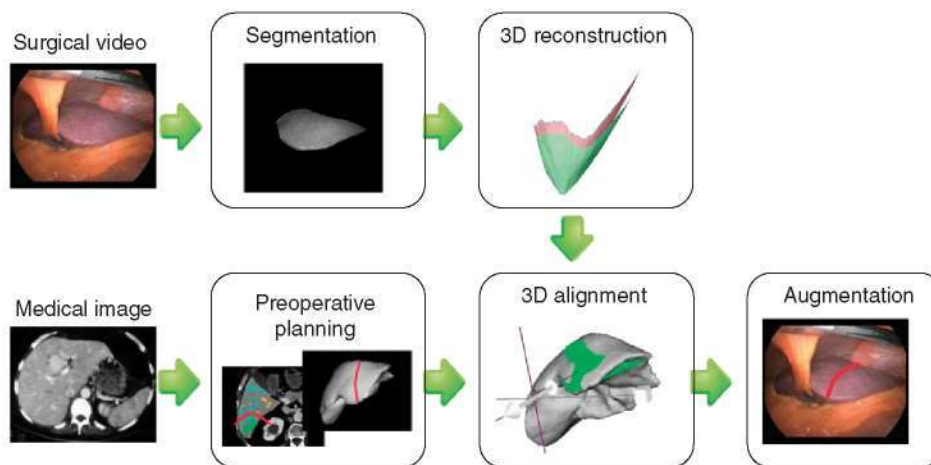 Surgical video
Segmentation
3D reconstruction
Medical image
Preoperative
planning
3D alignment
Augmentation